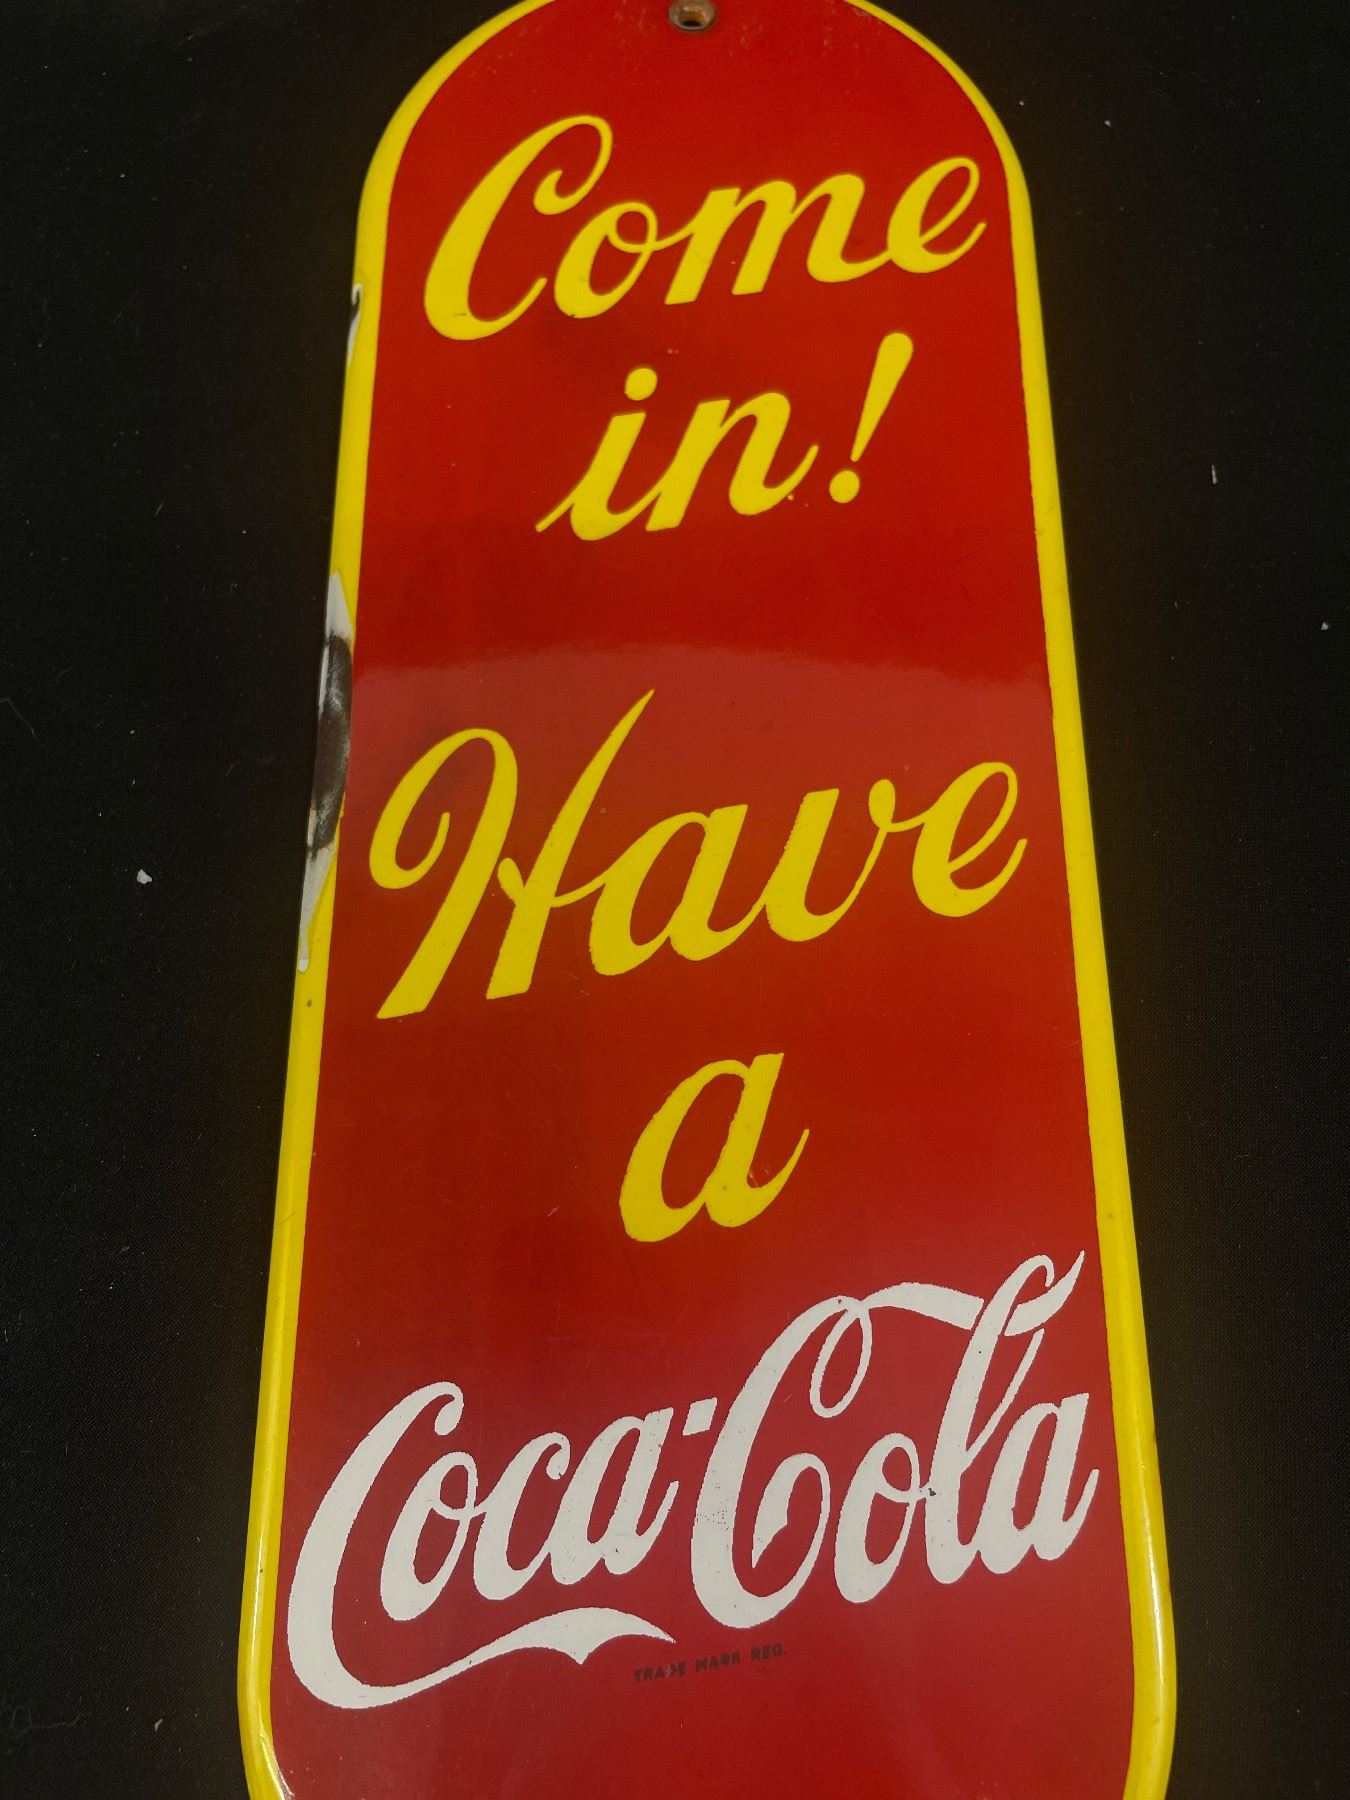 Come
in!
Have
a
Coca-Cola
TRADE MARK REG.